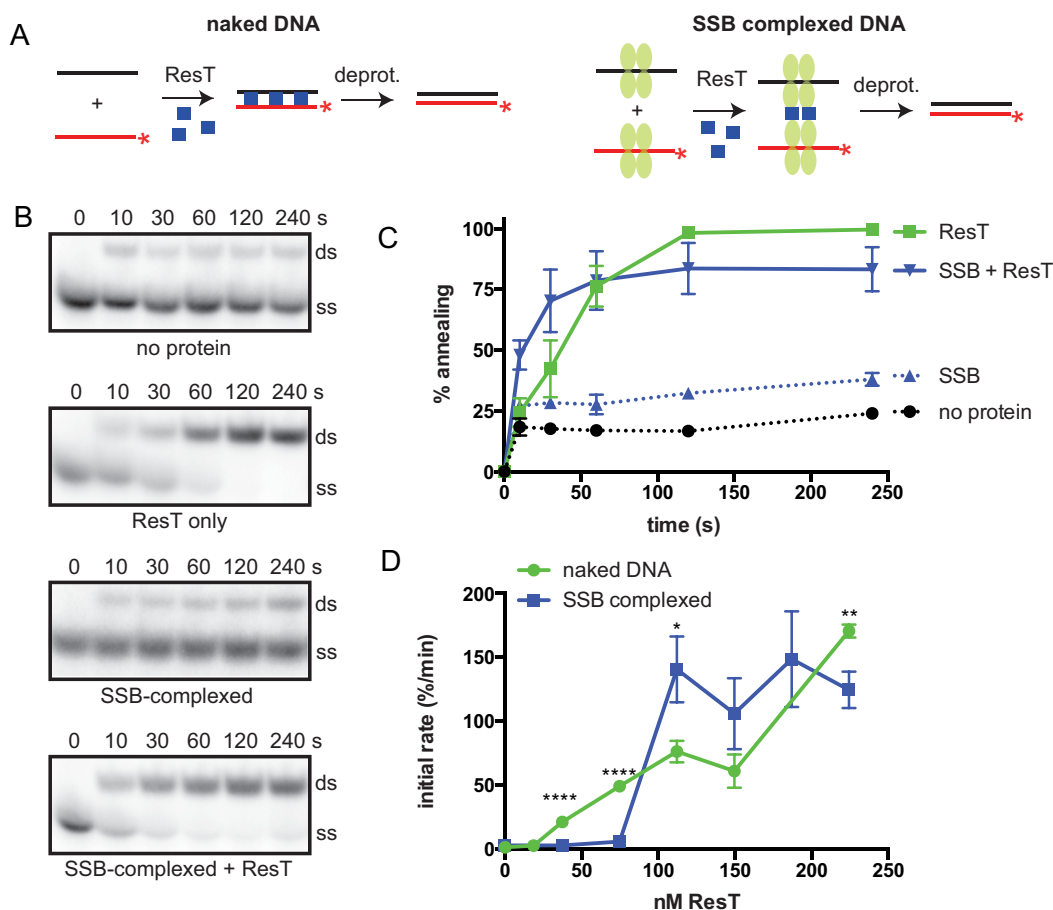 A
naked DNA
ResT
deprot.
+
*
*
*
SSB complexed DNA
ResT
deprot.
+
*
*
*
B
0 10 30 60 120 240 s
ds
ss
no protein
0 10 30 60 120 240 s
ds
ss
ResT only
0 10 30 60 120 240 s
ds
ss
SSB-complexed
0 10 30 60 120 240 s
ds
ss
SSB-complexed + ResT
C
% annealing
100
75
50
25
0
0 50 100 150 200 250
time (s)
ResT
SSB + ResT
SSB
no protein
D
naked DNA
SSB complexed
initial rate (%/min)
200
150
100
50
0
****
****
*
**
0 50 100 150 200 250
nM ResT